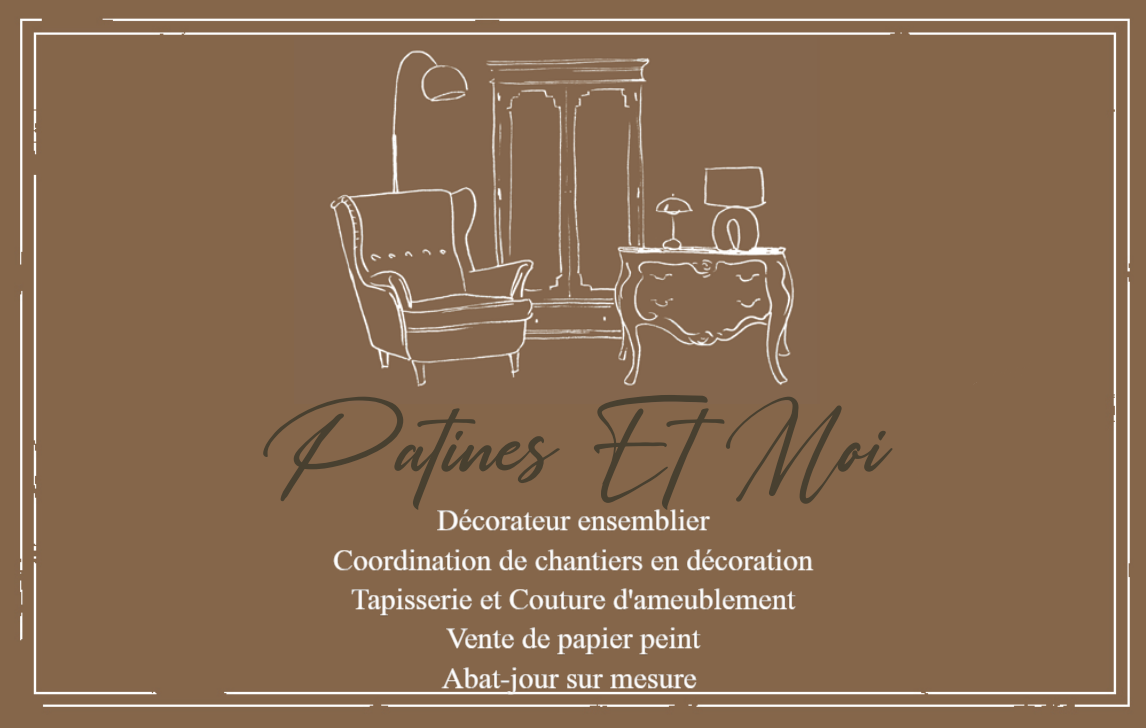 Patines Et Moi
Décorateur ensemblier
Coordination de chantiers en décoration
Tapisserie et Couture d'ameublement
Vente de papier peint
Abat-jour sur mesure